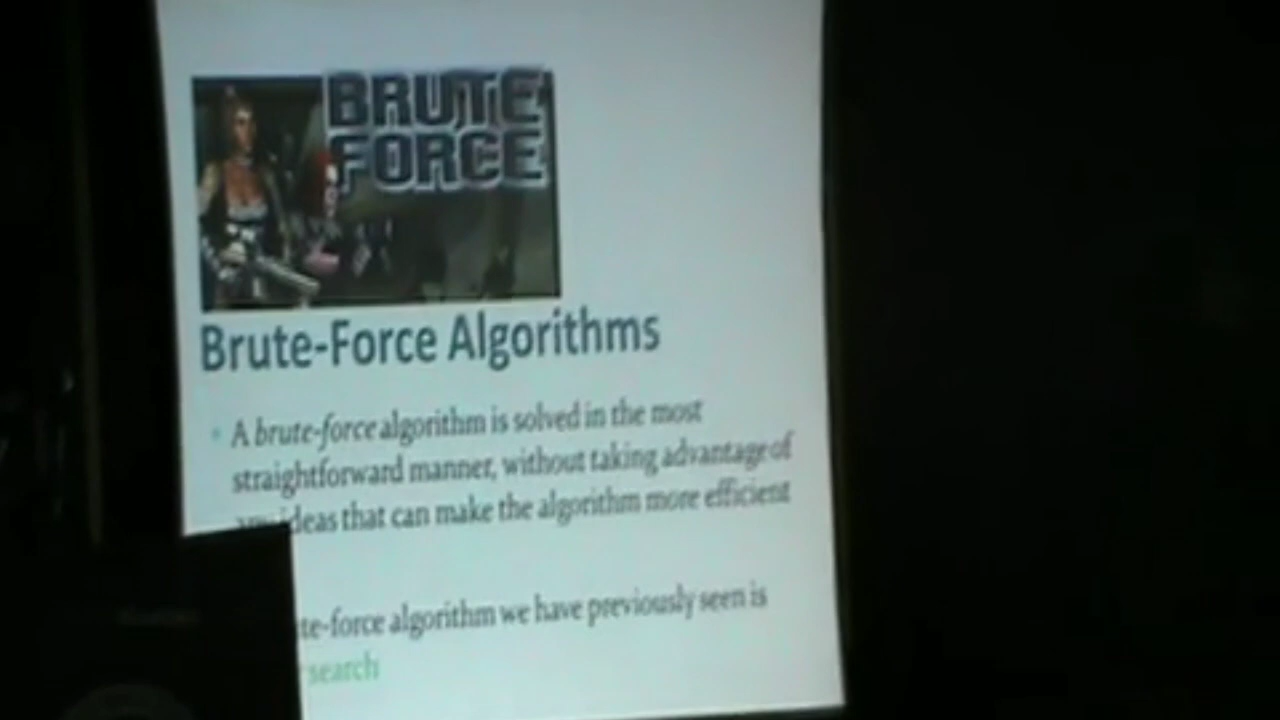 BRUTE
FORCE
Brute-Force Algorithms
A brute-force algorithm is solved in the most
straightforward manner, without taking advantage of
ideas that can make the algorithm more efficient
te-force algorithm we have previously seen is
search